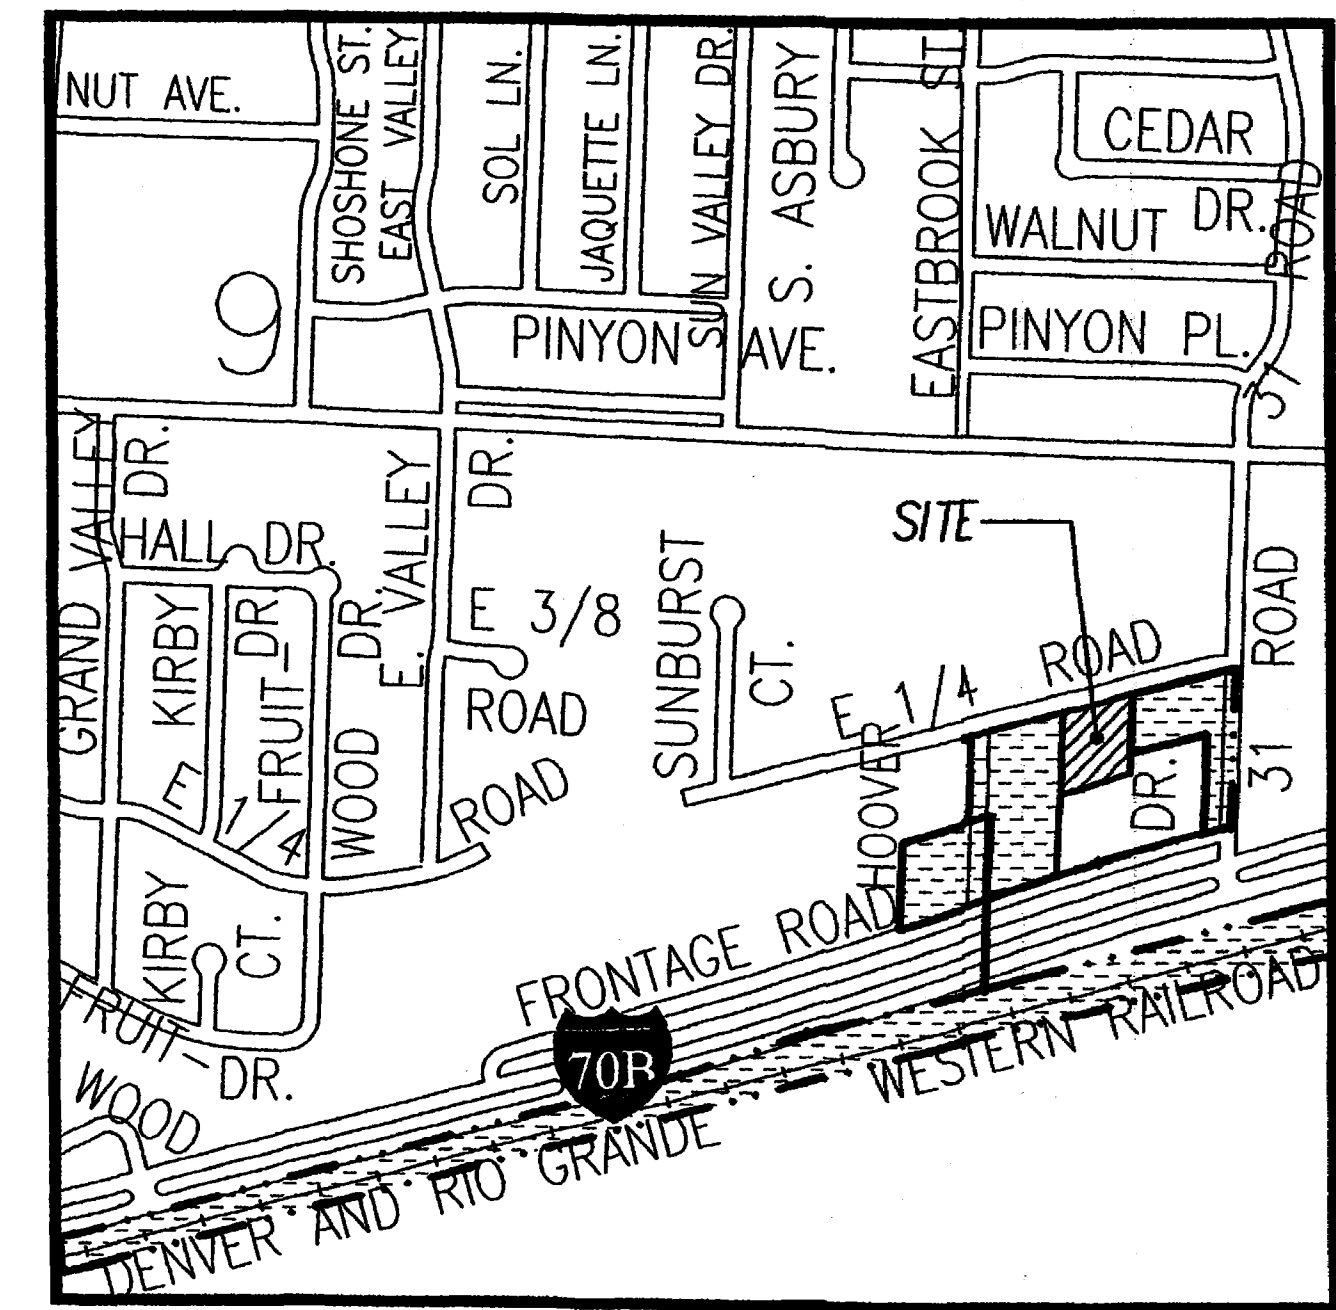 NUT AVE.
SHOSHONE ST.
EAST VALLEY
SOL LN.
JAQUETTE LN.
SUN VALLEY DR.
S. ASBURY
EASTBROOK ST.
CEDAR
DR.
WALNUT
PINYON AVE.
PINYON PL.
31 ROAD
GRAND VALLEY
DR.
HALL DR.
E. VALLEY
DR.
SITE
KIRBY
DR.
FRUIT-
WOOD
DR.
E 3/8
ROAD
SUNBURST
CT.
E 1/4 ROAD
31 ROAD
HOOVER
DR.
E 1/4
ROAD
KIRBY
CT.
FRONTAGE ROAD
FRUIT-
WOOD
DR.
70B
DENVER AND RIO GRANDE
WESTERN RAILROAD